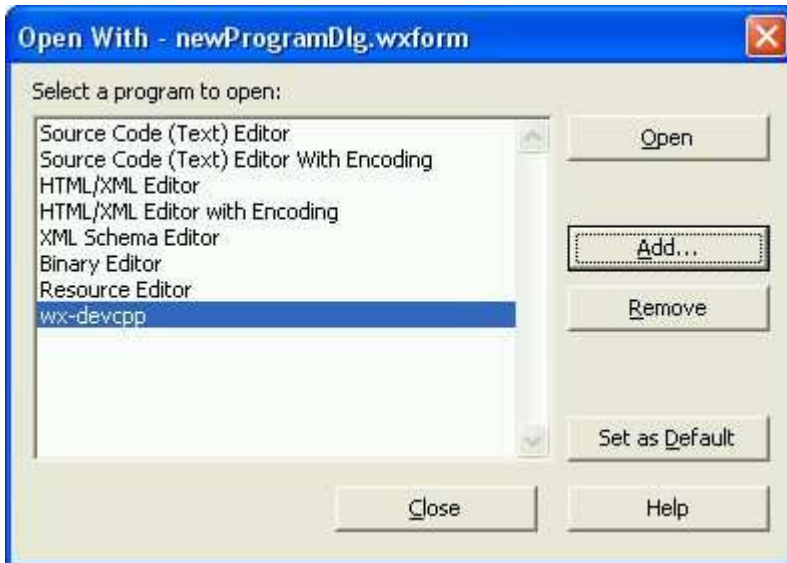 Open With - newProgramDlg.wxform
Select a program to open:
Source Code (Text) Editor
Source Code (Text) Editor With Encoding
HTML/XML Editor
HTML/XML Editor with Encoding
XML Schema Editor
Binary Editor
Resource Editor
wx-devcpp
Open
Add...
Remove
Set as Default
Close
Help